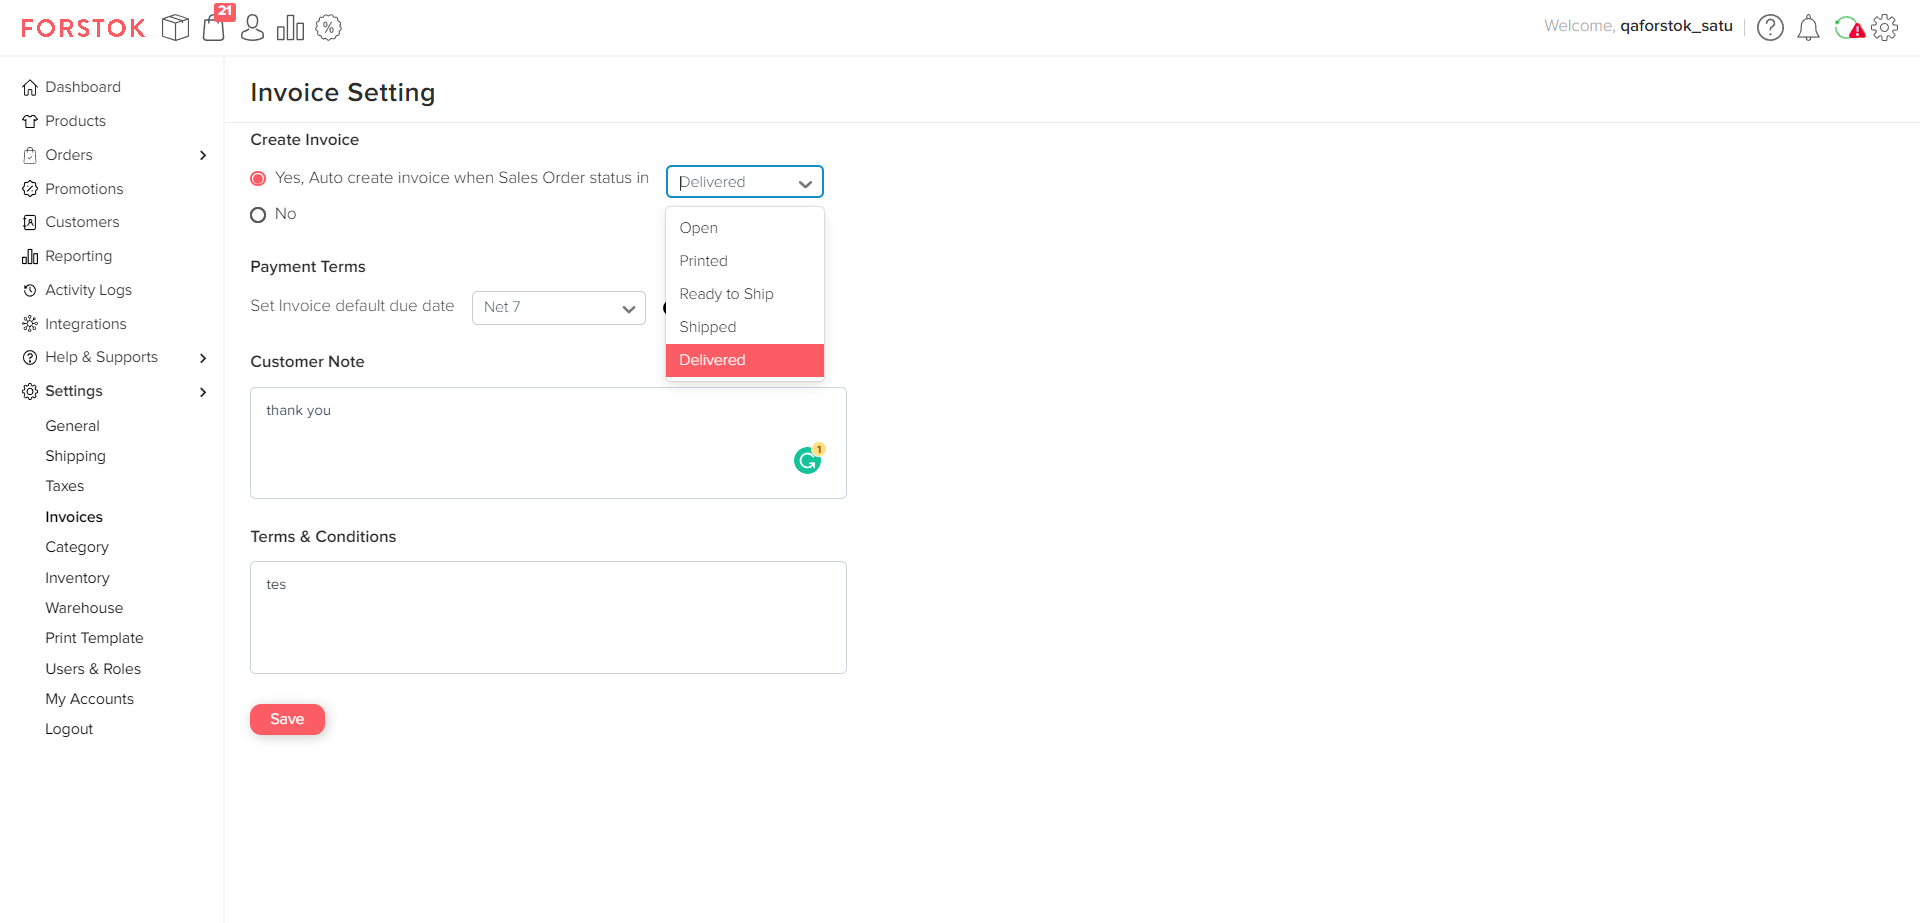 FORSTOK
21
%
Welcome, qaforstok_satu
?
Dashboard
Products
Orders
Promotions
Customers
Reporting
Activity Logs
Integrations
Help & Supports
Settings
General
Shipping
Taxes
Invoices
Category
Inventory
Warehouse
Print Template
Users & Roles
My Accounts
Logout
Invoice Setting
Create Invoice
Yes, Auto create invoice when Sales Order status in
Delivered
No
Open
Printed
Ready to Ship
Shipped
Delivered
Payment Terms
Set Invoice default due date
Net 7
Customer Note
thank you
1
Terms & Conditions
tes
Save